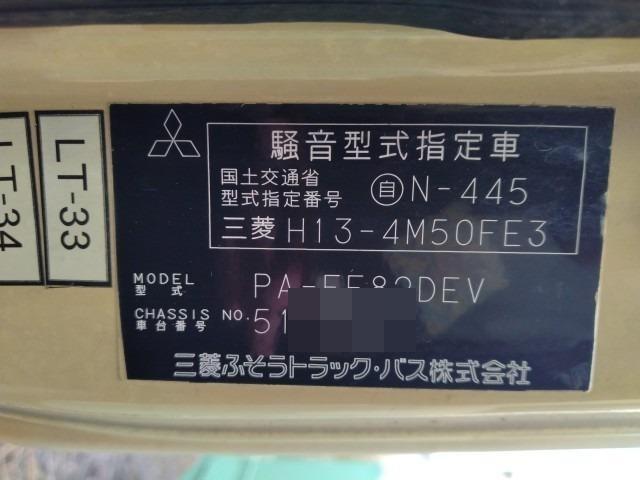 LT-34
LT-33
騒音型式指定車
国土交通省
型式指定番号 自N-445
三菱 H13-4M50FE3
MODEL
型式 DEV
CHASSIS NO.
車台番号 51
三菱ふそうトラック・バス株式会社